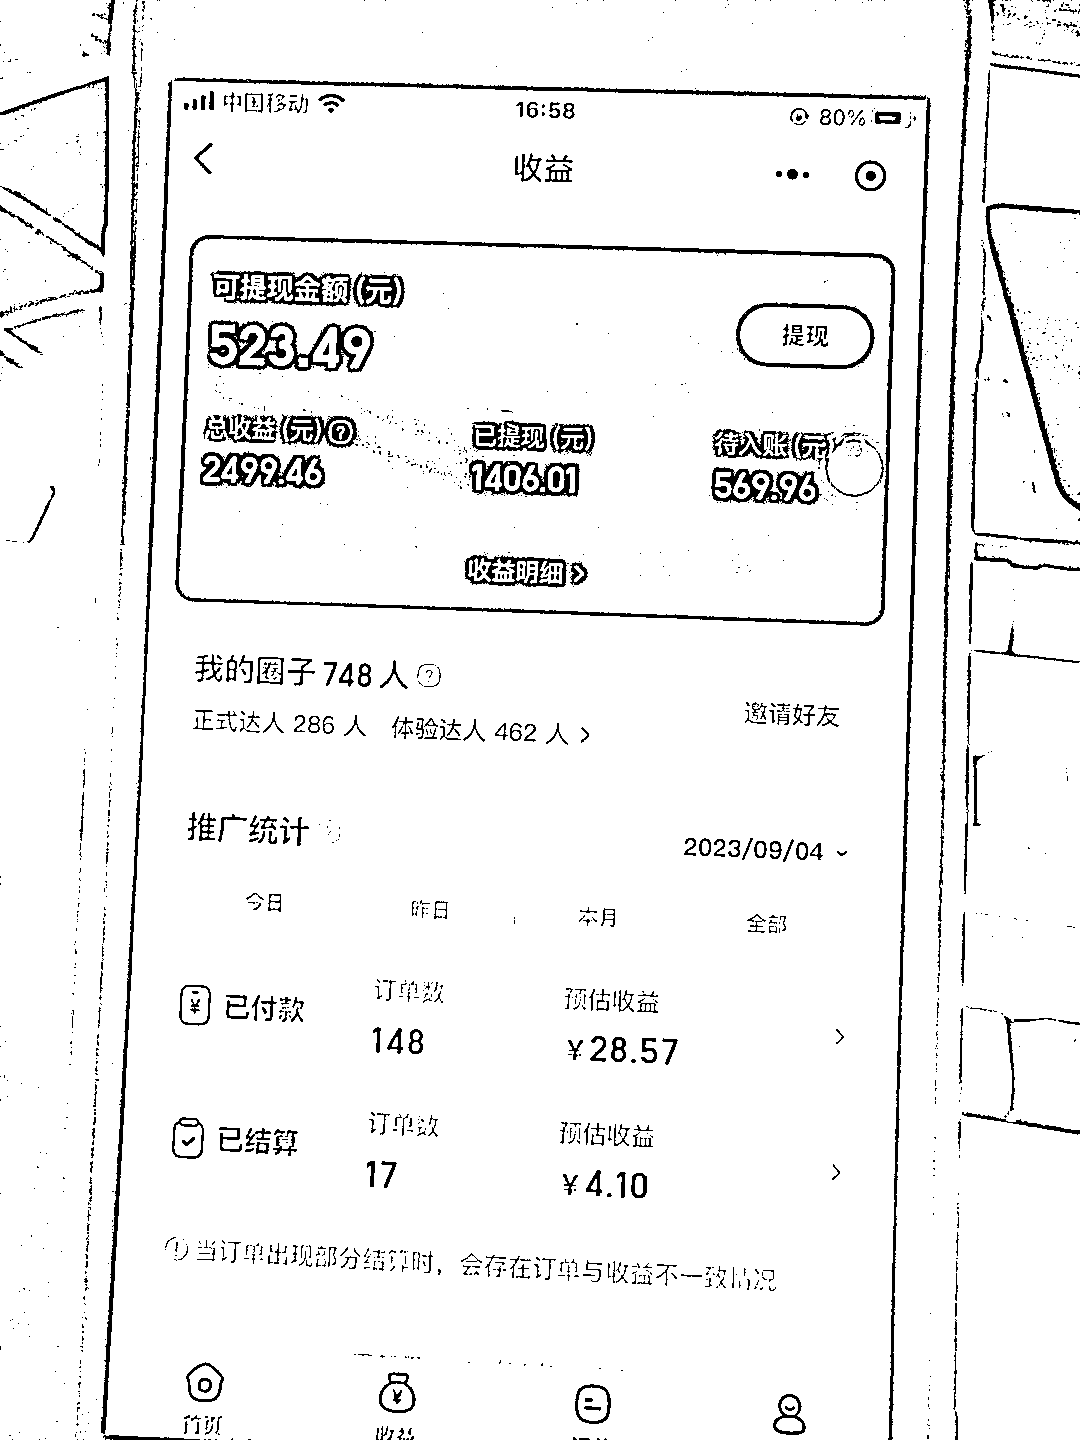 中国移动 16:58 80%
收益
可提现金额(元)
523.49 提现
总收益(元) 已提现(元) 待入账(元)
2499.46 1406.01 569.96
收益明细
我的圈子 748 人
正式达人 286 人 体验达人 462 人 邀请好友
推广统计 2023/09/04
今日 昨日 本月 全部
已付款 订单数 预估收益
148 ¥28.57
已结算 订单数 预估收益
17 ¥4.10
当订单出现部分结算时，会存在订单与收益不一致情况
首页 收益